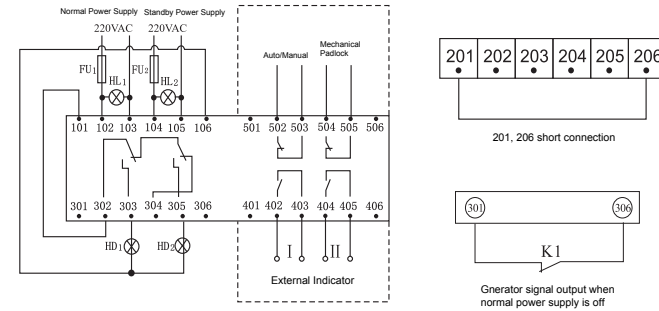 Normal Power Supply Standby Power Supply
220VAC 220VAC
FU1 HL1 FU2 HL2
Auto/Manual
Mechanical
Padlock
101 102 103 104 105 106 501 502 503 504 505 506
301 302 303 304 305 306 401 402 403 404 405 406
HD1 HD2 I II
External Indicator
201 202 203 204 205 206
201, 206 short connection
301 306
K1
Gnerator signal output when
normal power supply is off